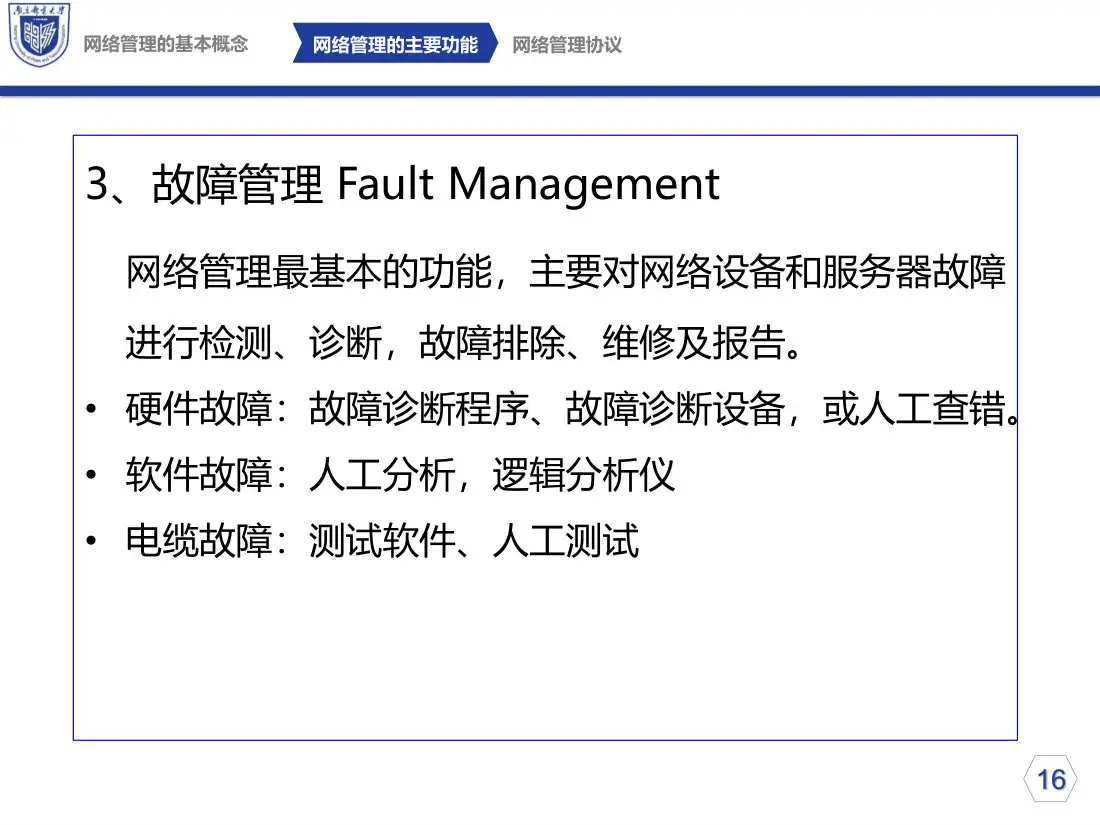 南京邮电大学
网络管理的基本概念
网络管理的主要功能
网络管理协议
3、故障管理 Fault Management
网络管理最基本的功能，主要对网络设备和服务器故障
进行检测、诊断，故障排除、维修及报告。
• 硬件故障：故障诊断程序、故障诊断设备，或人工查错。
• 软件故障：人工分析，逻辑分析仪
• 电缆故障：测试软件、人工测试
16